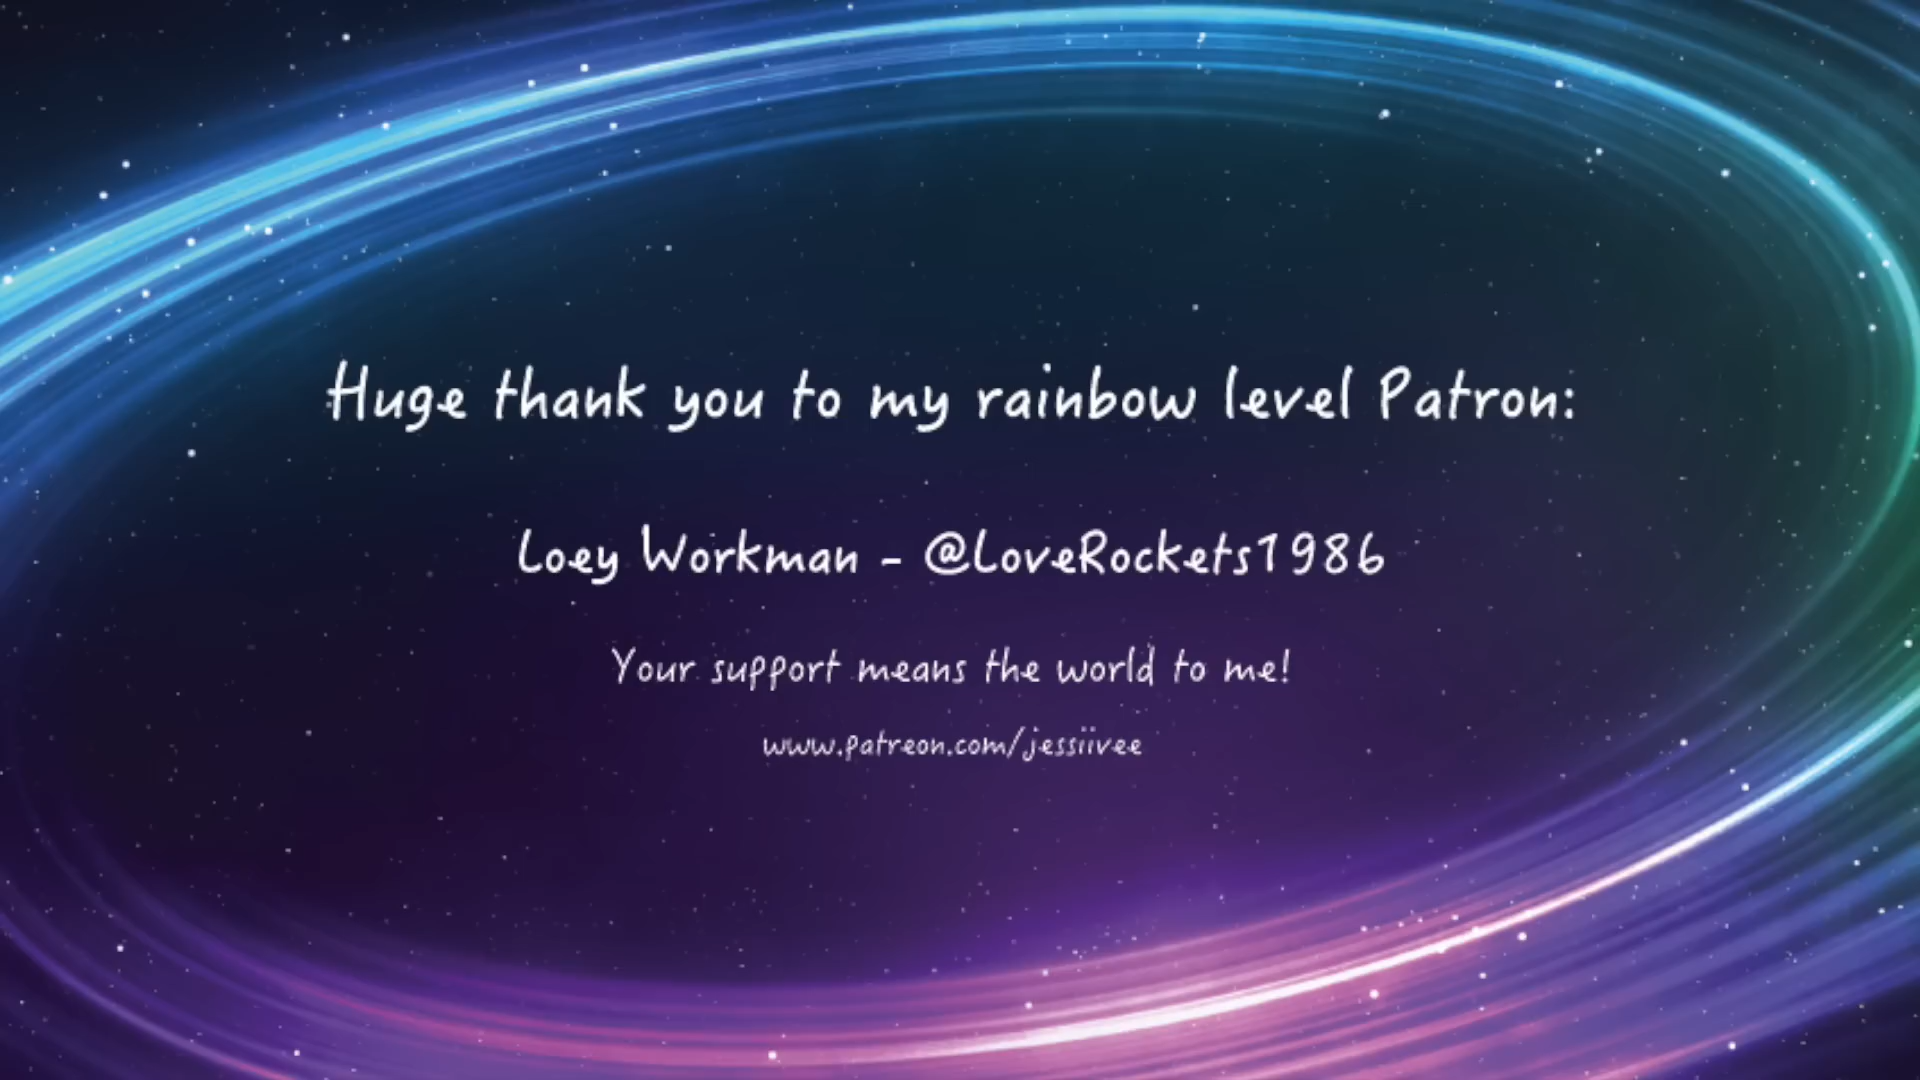 Huge thank you to my rainbow level Patron:
Loey Workman - @LoveRockets1986
Your support means the world to me!
www.patreon.com/jessiivee